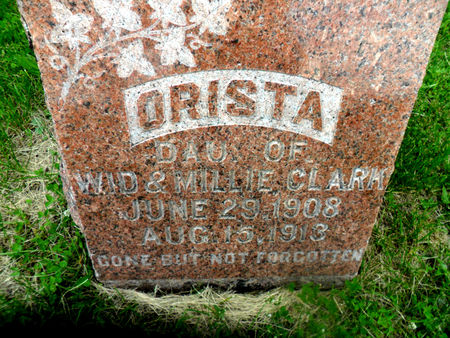 ORISTA
DAU. OF
WID & MILLIE CLARK
JUNE 29, 1908
AUG. 15, 1913
GONE, BUT NOT FORGOTTEN